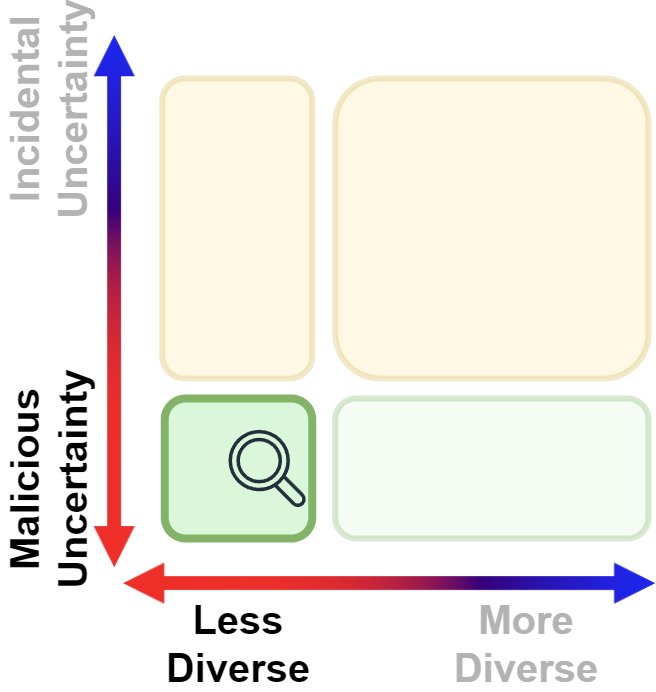 Incidental
Uncertainty
Malicious
Uncertainty
Less
Diverse
More
Diverse